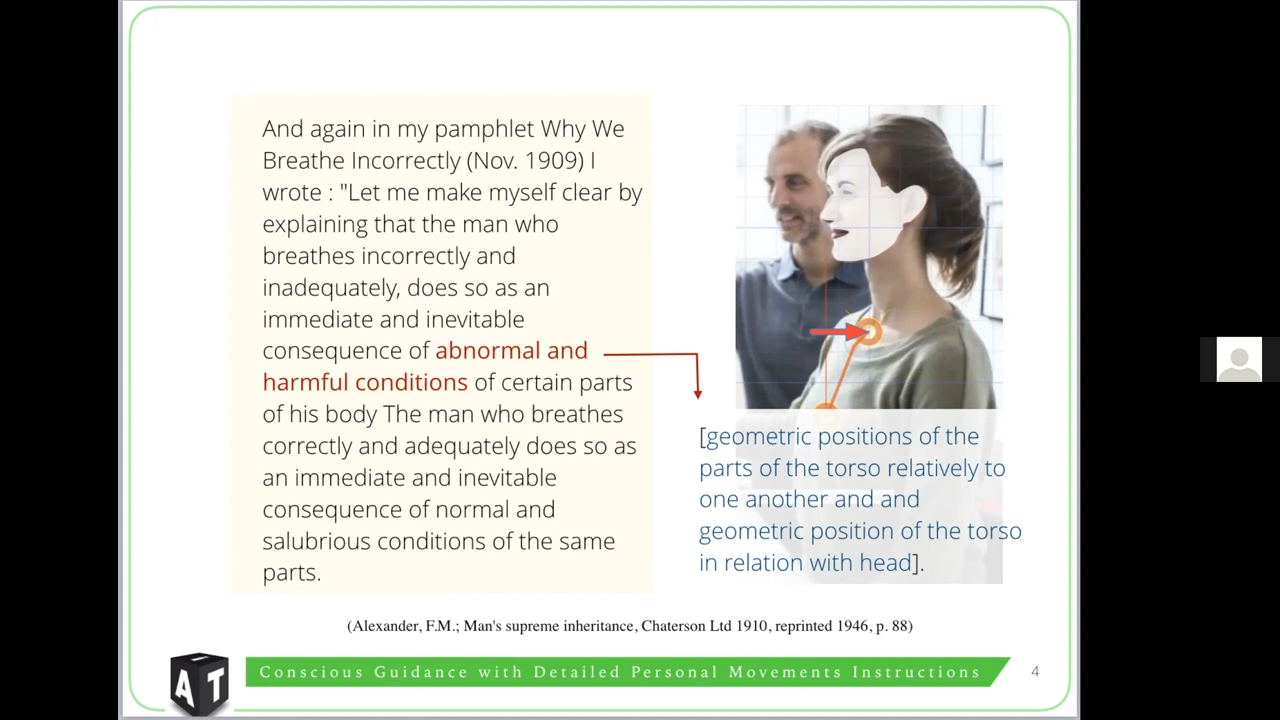 And again in my pamphlet Why We
Breathe Incorrectly (Nov. 1909) I
wrote : "Let me make myself clear by
explaining that the man who
breathes incorrectly and
inadequately, does so as an
immediate and inevitable
consequence of abnormal and
harmful conditions of certain parts
of his body The man who breathes
correctly and adequately does so as
an immediate and inevitable
consequence of normal and
salubrious conditions of the same
parts.
[geometric positions of the
parts of the torso relatively to
one another and and
geometric position of the torso
in relation with head].
(Alexander, F.M.; Man's supreme inheritance, Chaterson Ltd 1910, reprinted 1946, p. 88)
A T
Conscious Guidance with Detailed Personal Movements Instructions
4